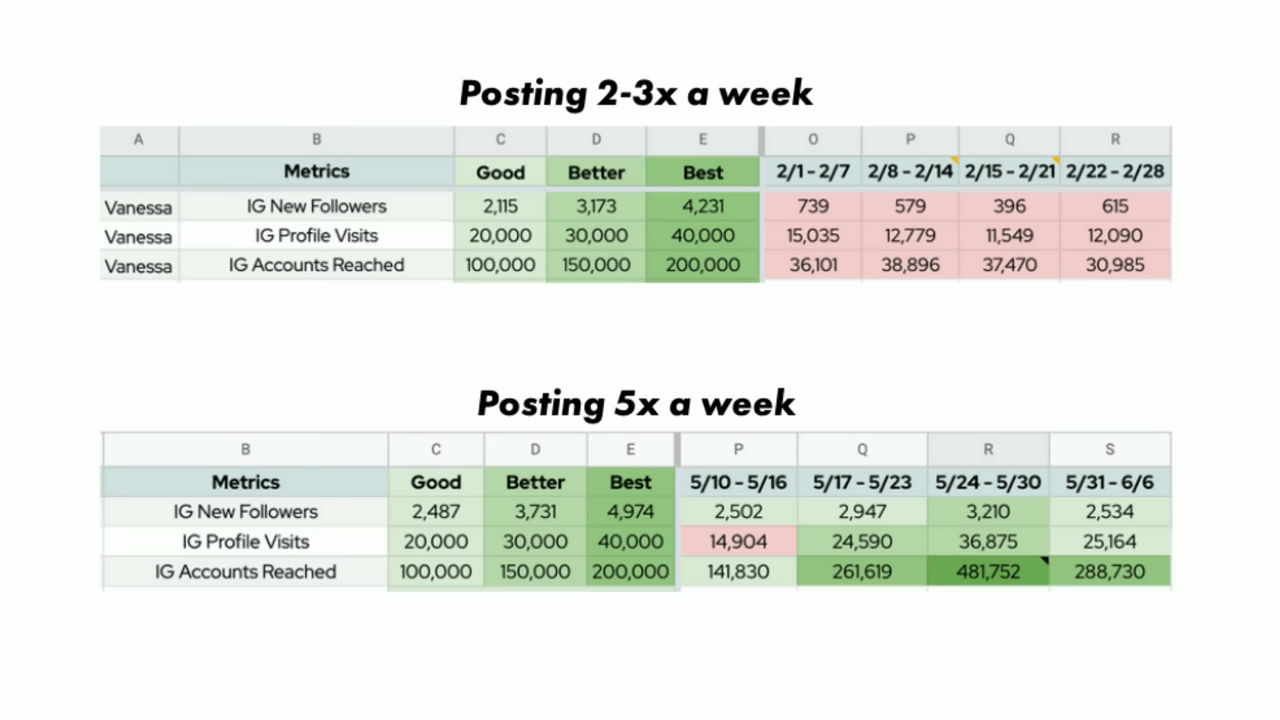 Posting 2-3x a week
A B C D E O P Q R
Metrics Good Better Best 2/1 - 2/7 2/8 - 2/14 2/15 - 2/21 2/22 - 2/28
Vanessa IG New Followers 2,115 3,173 4,231 739 579 396 615
Vanessa IG Profile Visits 20,000 30,000 40,000 15,035 12,779 11,549 12,090
Vanessa IG Accounts Reached 100,000 150,000 200,000 36,101 38,896 37,470 30,985
Posting 5x a week
B C D E P Q R S
Metrics Good Better Best 5/10 - 5/16 5/17 - 5/23 5/24 - 5/30 5/31 - 6/6
IG New Followers 2,487 3,731 4,974 2,502 2,947 3,210 2,534
IG Profile Visits 20,000 30,000 40,000 14,904 24,590 36,875 25,164
IG Accounts Reached 100,000 150,000 200,000 141,830 261,619 481,752 288,730